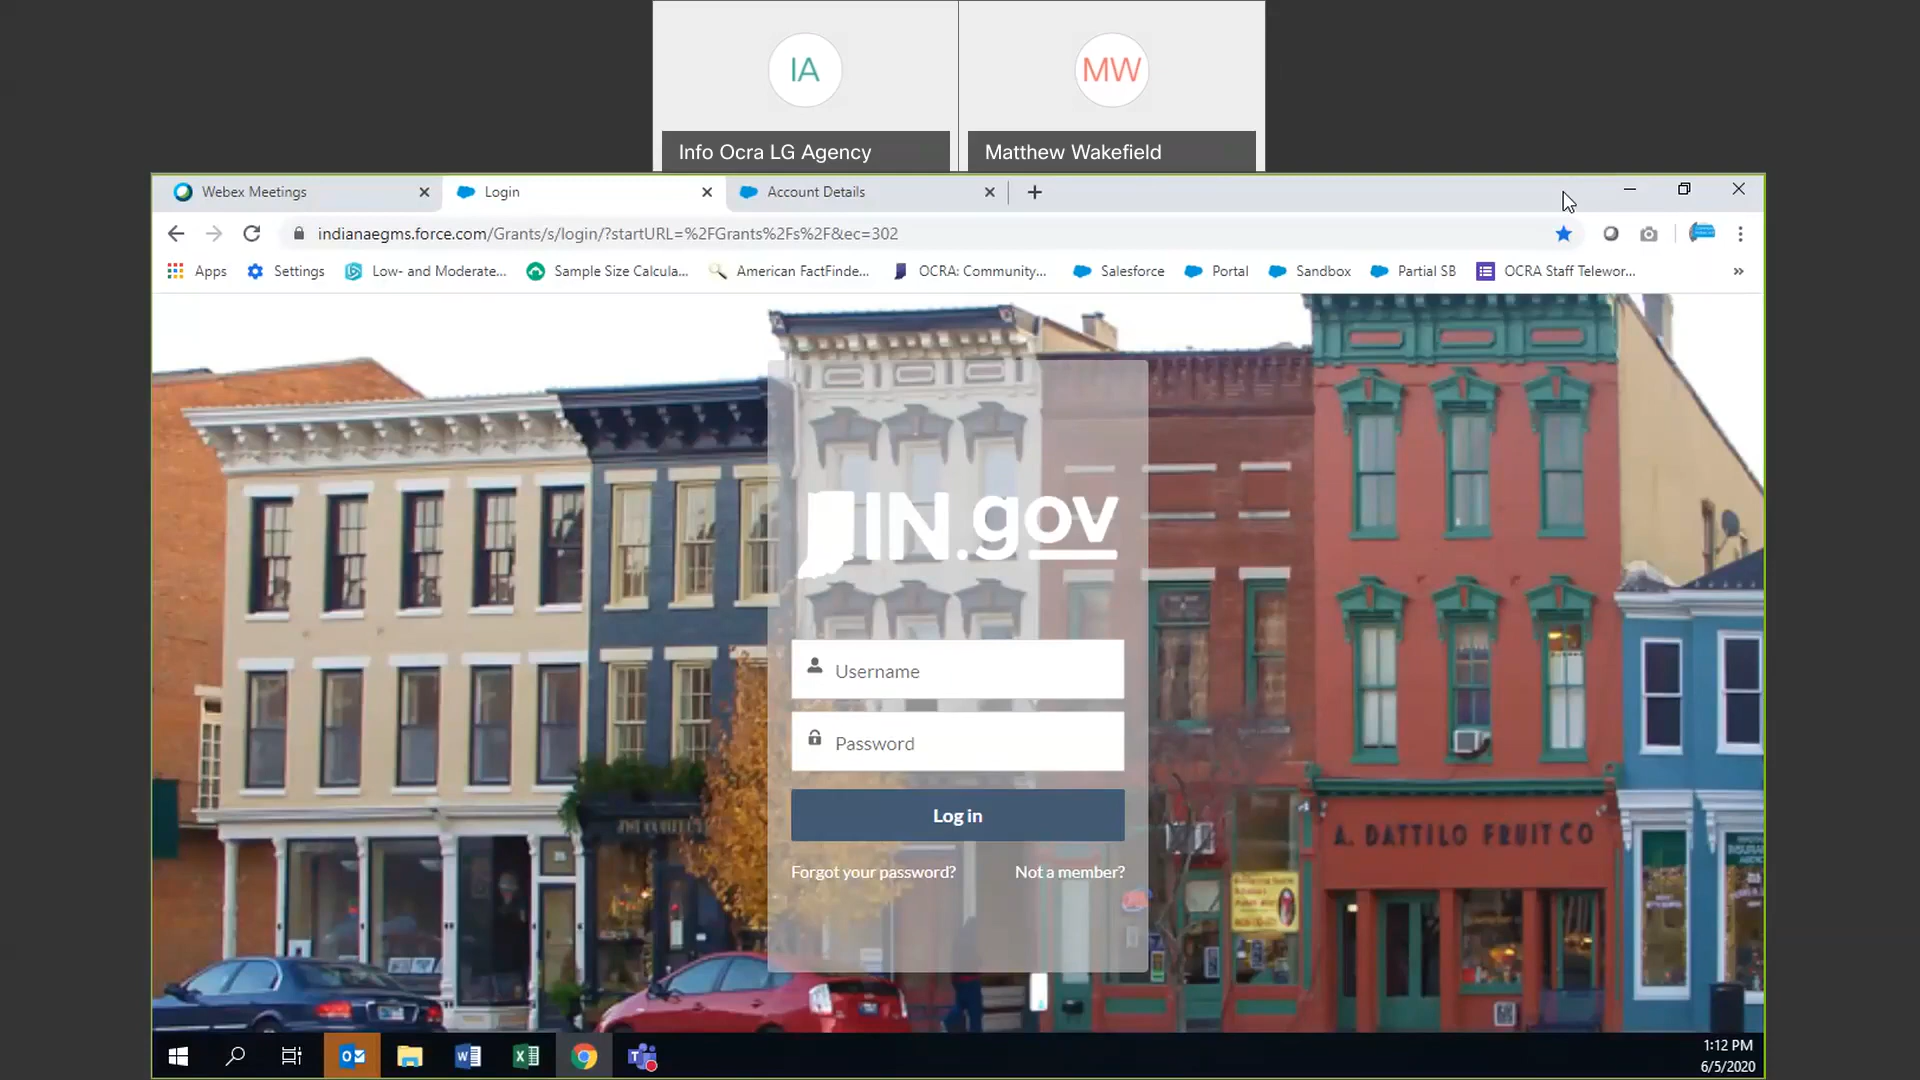 IA
MW
Info Ocra LG Agency
Matthew Wakefield
Webex Meetings
Login
Account Details
indianaegms.force.com/Grants/s/login/?startURL=%2FGrants%2Fs%2F&ec=302
Apps
Settings
Low- and Moderate...
Sample Size Calcula...
American FactFinde...
OCRA: Community...
Salesforce
Portal
Sandbox
Partial SB
OCRA Staff Telewor...
IN.gov
Username
Password
Log in
Forgot your password?
Not a member?
A. DATTILO FRUIT CO
1:12 PM
6/5/2020